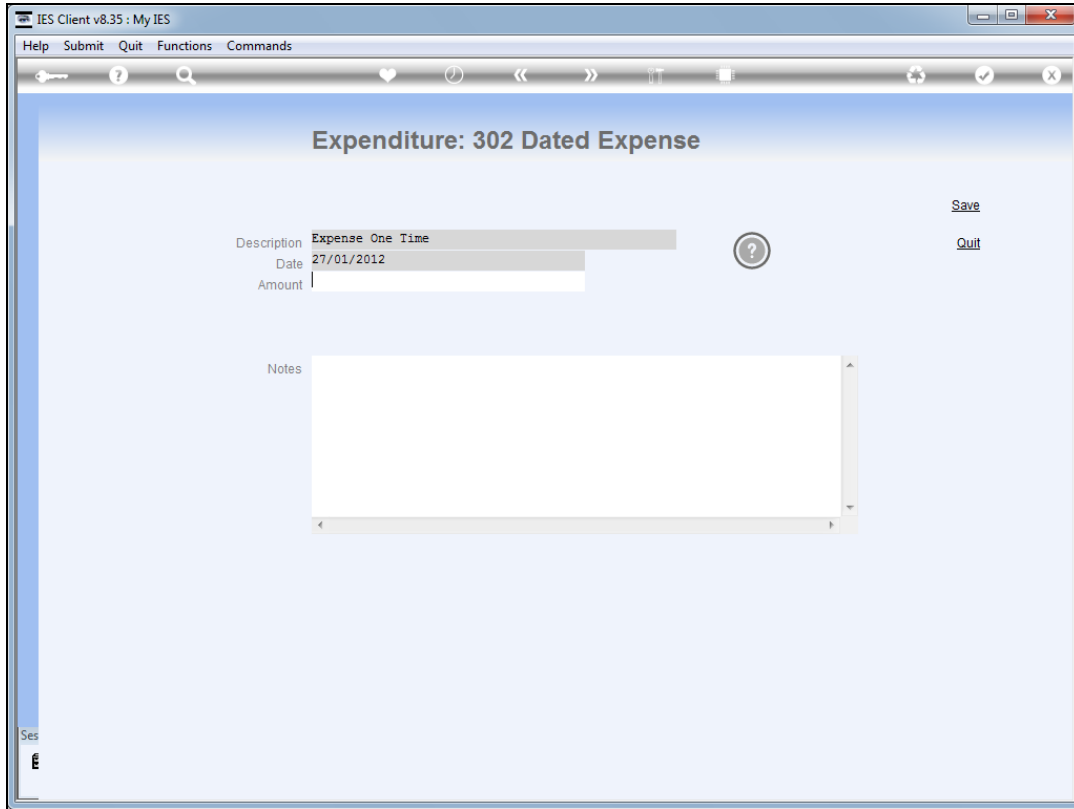 IES Client v8.35 : My IES
Help Submit Quit Functions Commands
Expenditure: 302 Dated Expense
Save
Description Expense One Time
Quit
Date 27/01/2012
Amount
Notes
Ses